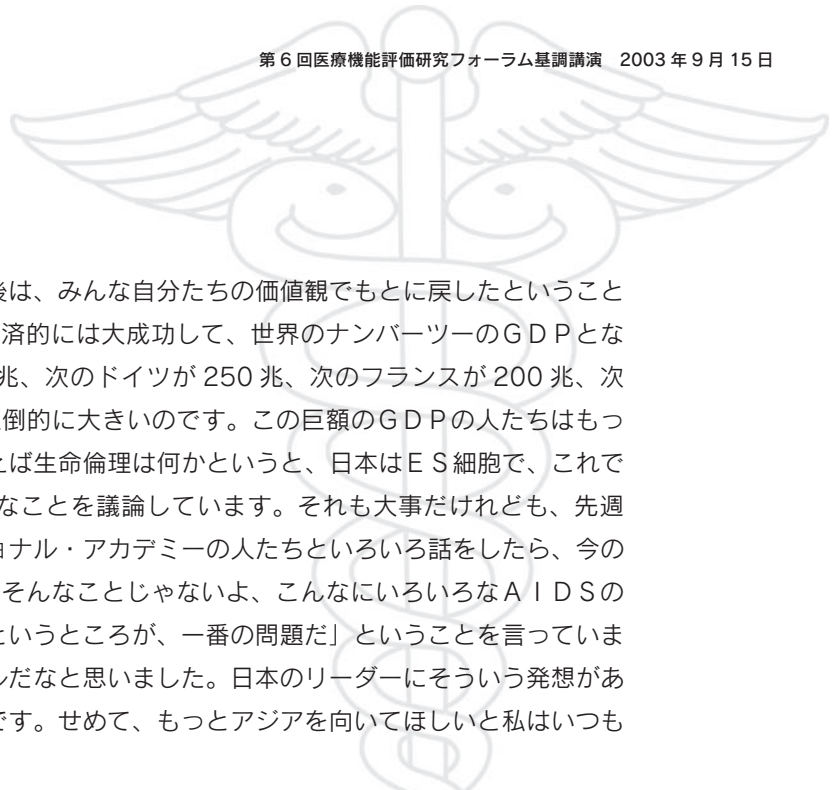 第6回医療機能評価研究フォーラム基調講演　2003年9月15日
後は、みんな自分たちの価値観でもとに戻したということ
済的には大成功して、世界のナンバーツーのＧＤＰとな
兆、次のドイツが 250 兆、次のフランスが 200 兆、次
倒的に大きいのです。この巨額のＧＤＰの人たちはもっ
えば生命倫理は何かというと、日本はＥＳ細胞で、これで
なことを議論しています。それも大事だけれども、先週
ョナル・アカデミーの人たちといろいろ話をしたら、今の
そんなことじゃないよ、こんなにいろいろなＡＩＤＳの
というところが、一番の問題だ」ということを言っていま
ルだなと思いました。日本のリーダーにそういう発想があ
です。せめて、もっとアジアを向いてほしいと私はいつも